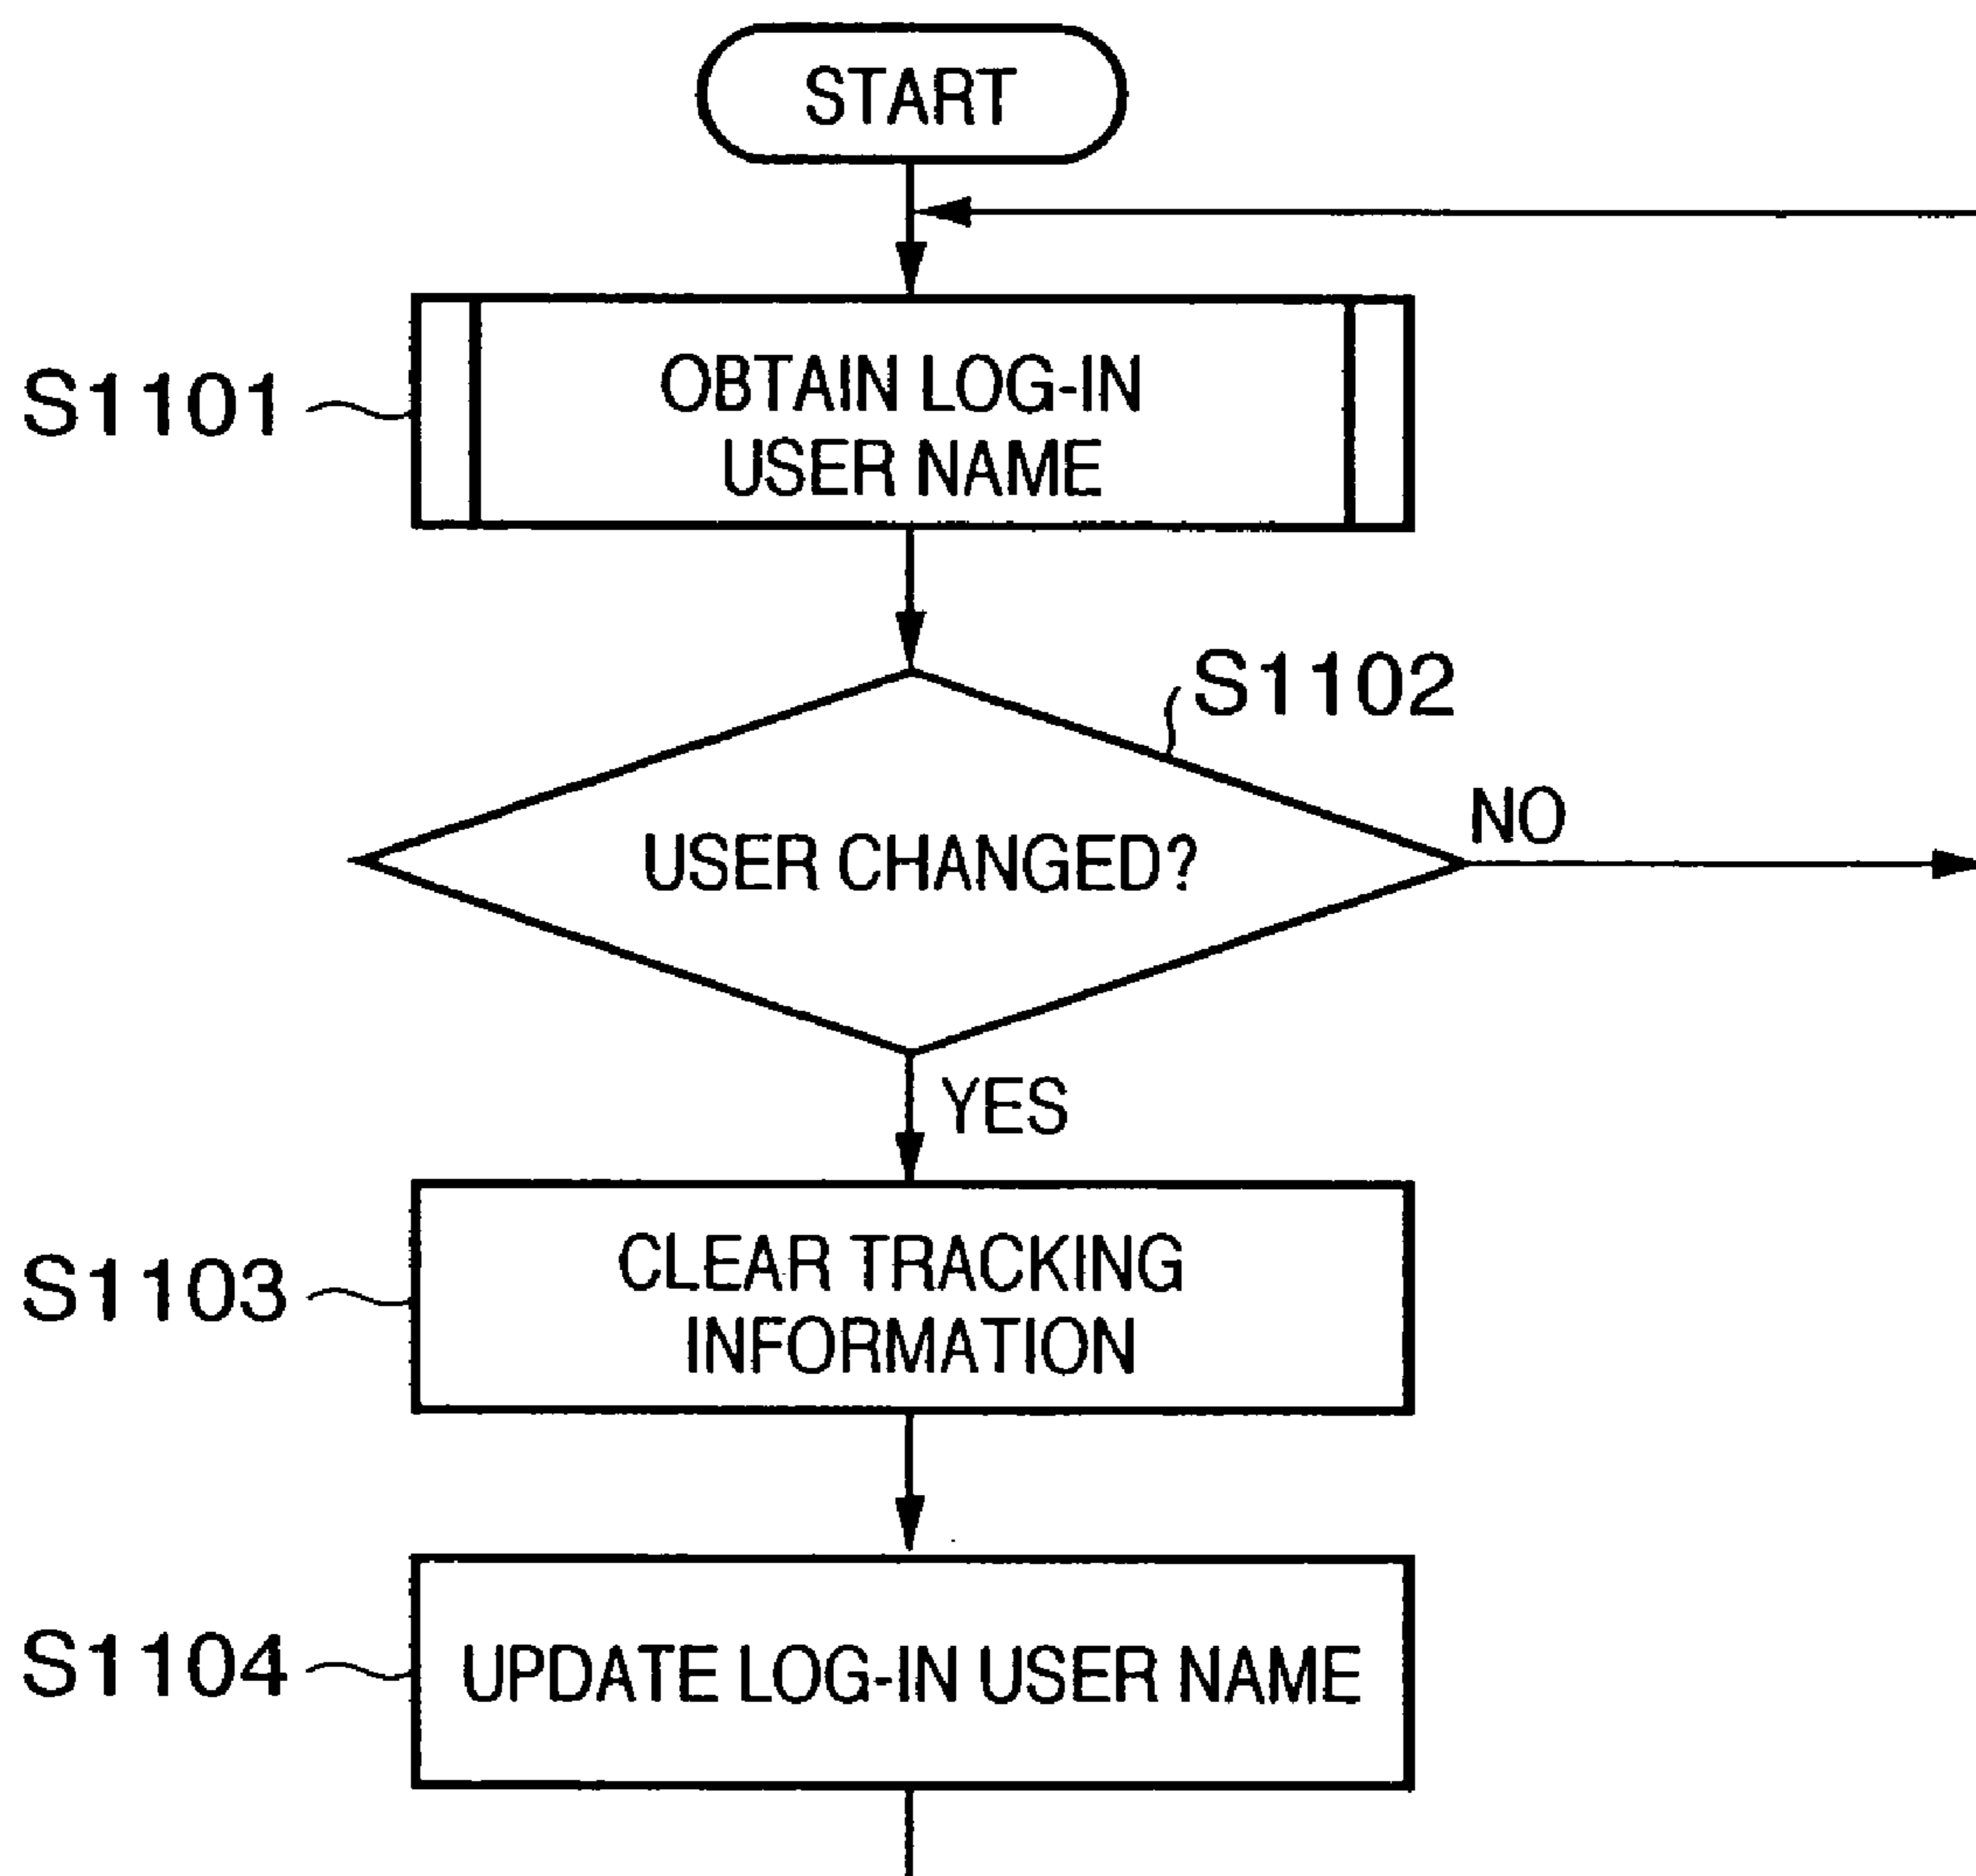 START
S1101
OBTAIN LOG-IN
USER NAME
S1102
USER CHANGED?
NO
YES
S1103
CLEAR TRACKING
INFORMATION
S1104
UPDATE LOG-IN USER NAME